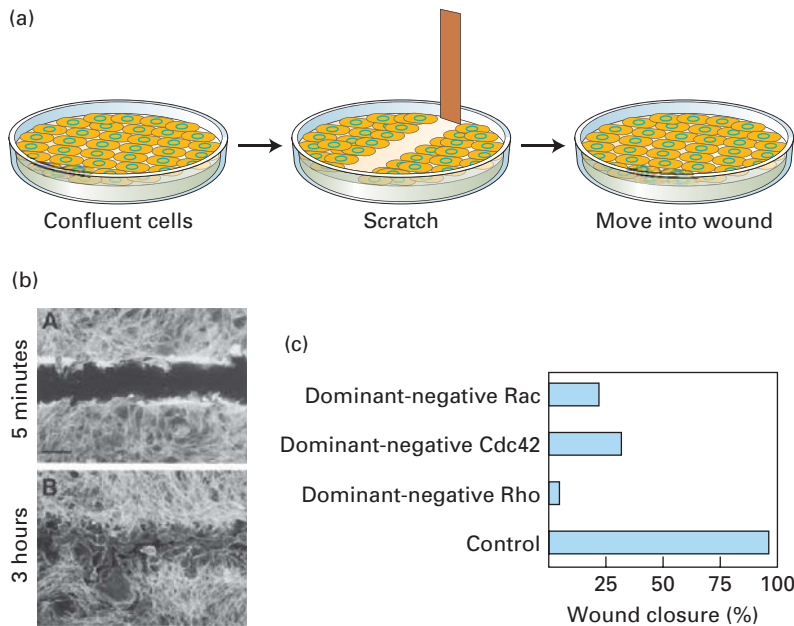 (a)
Confluent cells
Scratch
Move into wound
(b)
A
5 minutes
B
3 hours
(c)
Dominant-negative Rac
Dominant-negative Cdc42
Dominant-negative Rho
Control
25 50 75 100
Wound closure (%)